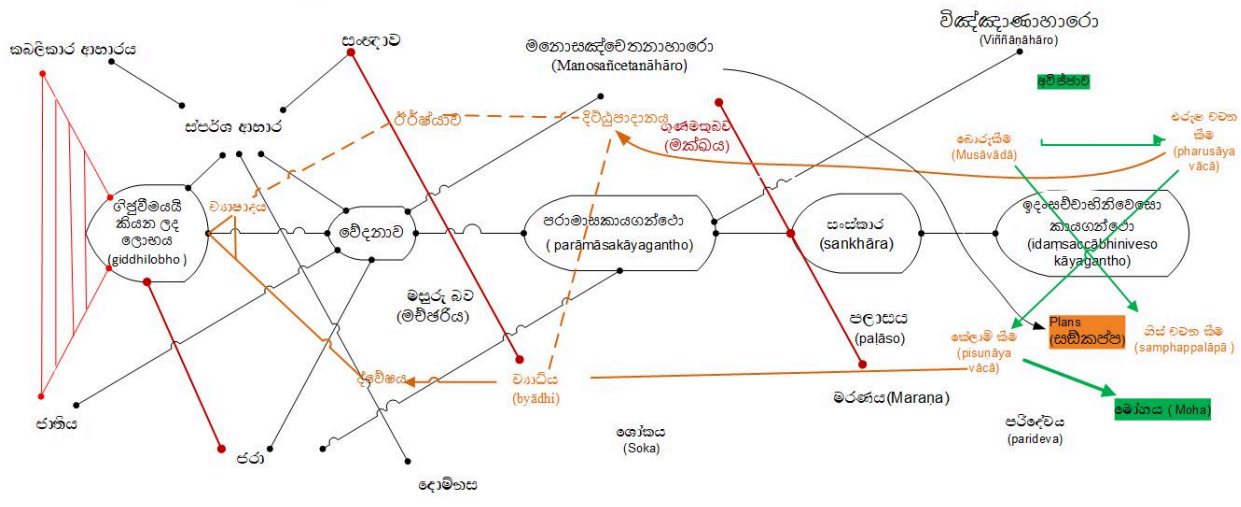 කබලිකාර ආහාරය
සංඥාව
මනොසඤ්චෙතනාහාරො
(Manosañcetanāhāro)
විඤ්ඤාණාහාරො
(Viññāṇāhāro)
අවිජ්ජාව
ස්පර්ශ ආහාර
ඊර්ෂ්යාව
දිට්ඨුපාදානය
ගුණමකුබව
(මක්ඛය)
බොරුකීම
(Musāvādā)
එරුළු වචන
කීම
(pharusāya
vācā)
ගිජුවීමයයි
කියන ලද
ලොභය
(giddhilobho )
ව්‍යාපාදය
වේදනාව
පරාමාසකායගන්ථො
( parāmāsakāyagantho)
සංස්කාර
(sankhāra)
ඉදංසච්චාභිනිවෙසො
කායගන්ථො
(idaṃsaccābhiniveso
kāyagantho)
මසුරු බව
(මච්ඡරිය)
පලාසය
(paḷāso)
Plans
(සඞ්කප්ප)
කේලාම් කීම
(pisunāya
vācā)
ගිස් වචන කීම
(samphappalāpā )
ද්වේෂය
ව්‍යාධිය
(byādhi)
මරණය(Maraṇa)
මෝහය ( Moha)
ජාතිය
ශෝකය
(Soka)
පරිදේවය
(parideva)
ජරා
දොම්නස